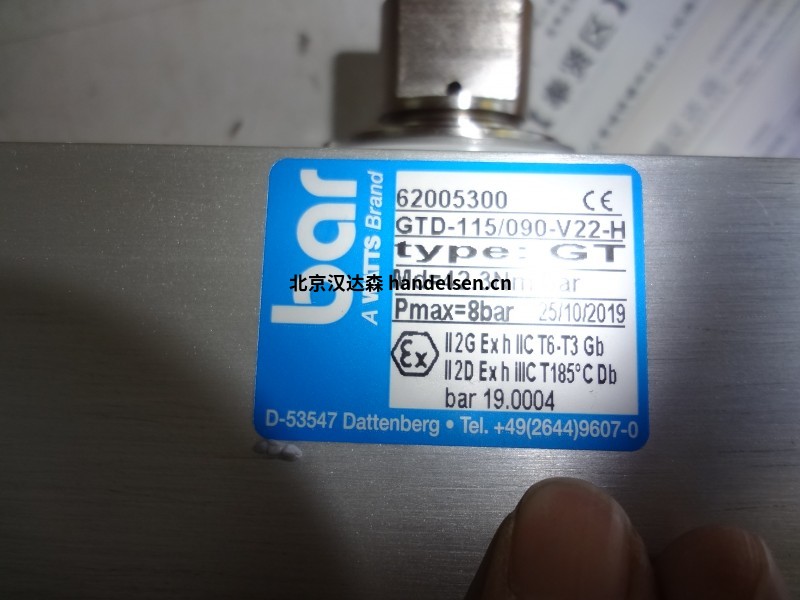 bar
A WATTS Brand
62005300 CE
GTD-115/090-V22-H
type: GT
北京汉达森 handelsen.cn
Pmax=8bar 25/10/2019
Ex
II 2G Ex h IIC T6-T3 Gb
II 2D Ex h IIIC T185°C Db
bar 19.0004
D-53547 Dattenberg • Tel. +49(2644)9607-0